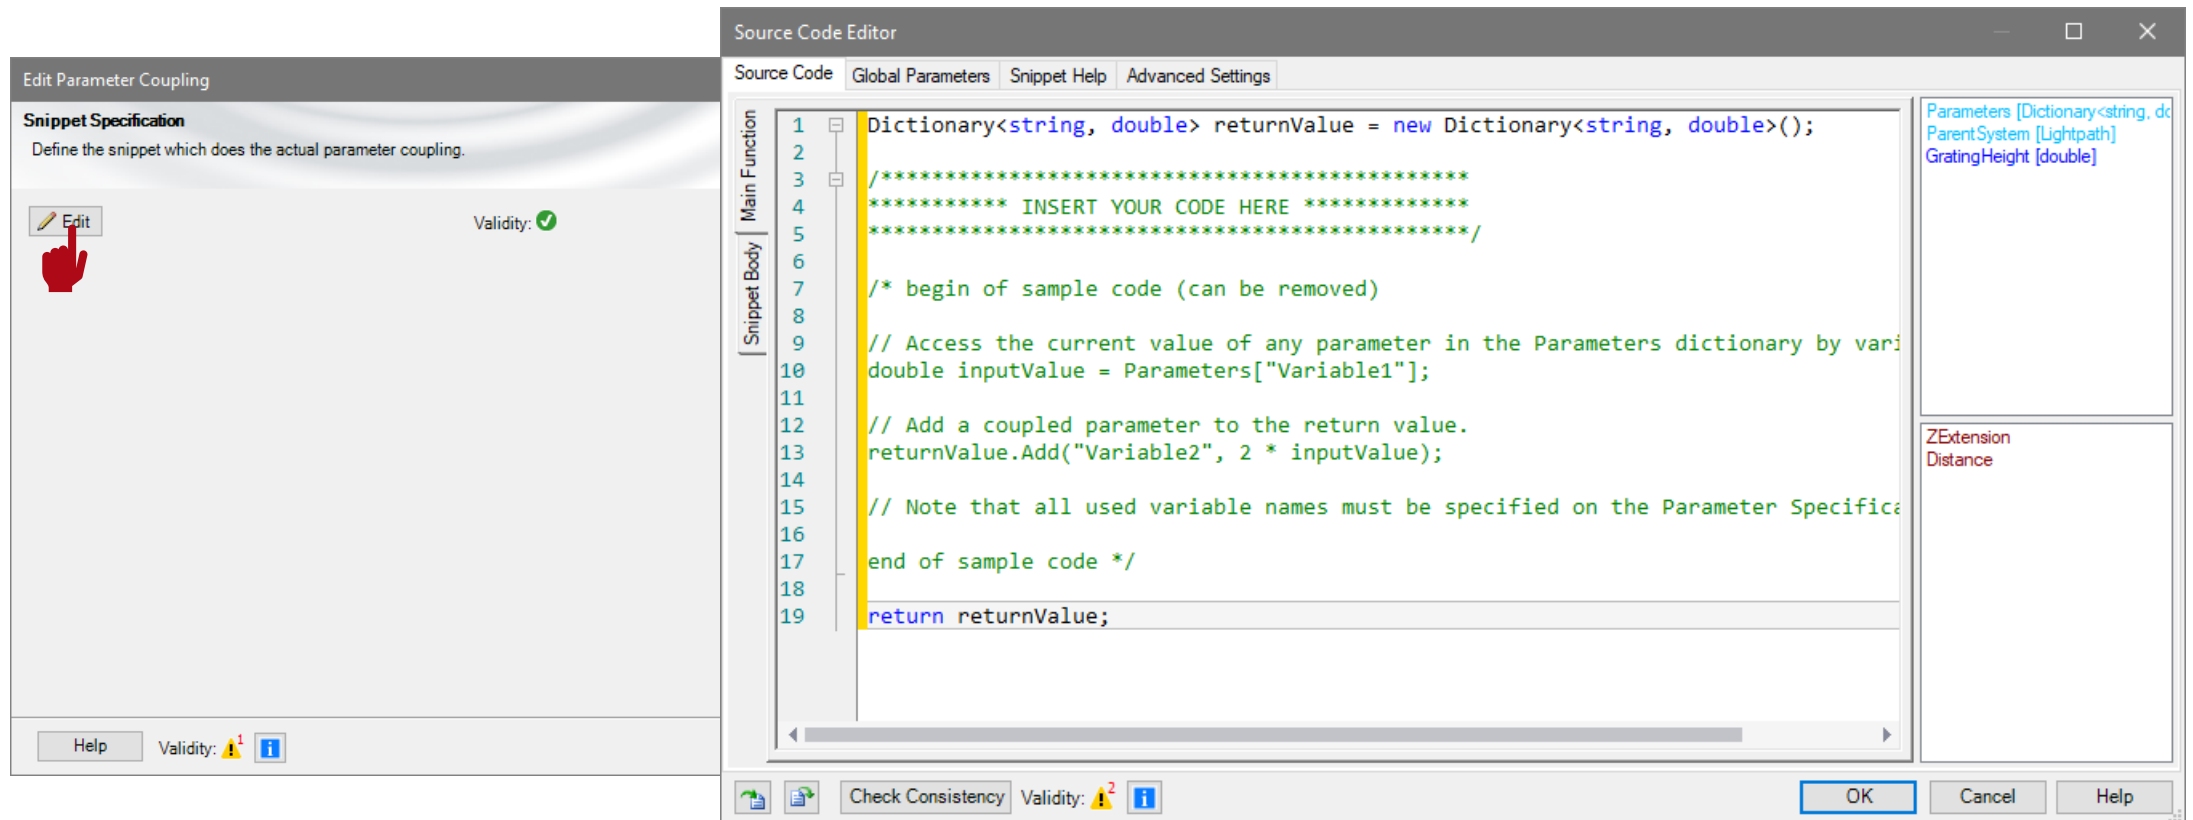 Edit Parameter Coupling
Snippet Specification
Define the snippet which does the actual parameter coupling.
Edit
Validity:
Help
Validity:
1
Source Code Editor
Source Code
Global Parameters
Snippet Help
Advanced Settings
Main Function
Snippet Body
1 Dictionary<string, double> returnValue = new Dictionary<string, double>();
2
3 /**********************************************
4 *********** INSERT YOUR CODE HERE *************
5 ***********************************************/
6
7 /* begin of sample code (can be removed)
8
9 // Access the current value of any parameter in the Parameters dictionary by vari
10 double inputValue = Parameters["Variable1"];
11
12 // Add a coupled parameter to the return value.
13 returnValue.Add("Variable2", 2 * inputValue);
14
15 // Note that all used variable names must be specified on the Parameter Specifica
16
17 end of sample code */
18
19 return returnValue;
Parameters [Dictionary<string, do
ParentSystem [Lightpath]
GratingHeight [double]
ZExtension
Distance
Check Consistency
Validity:
2
OK
Cancel
Help